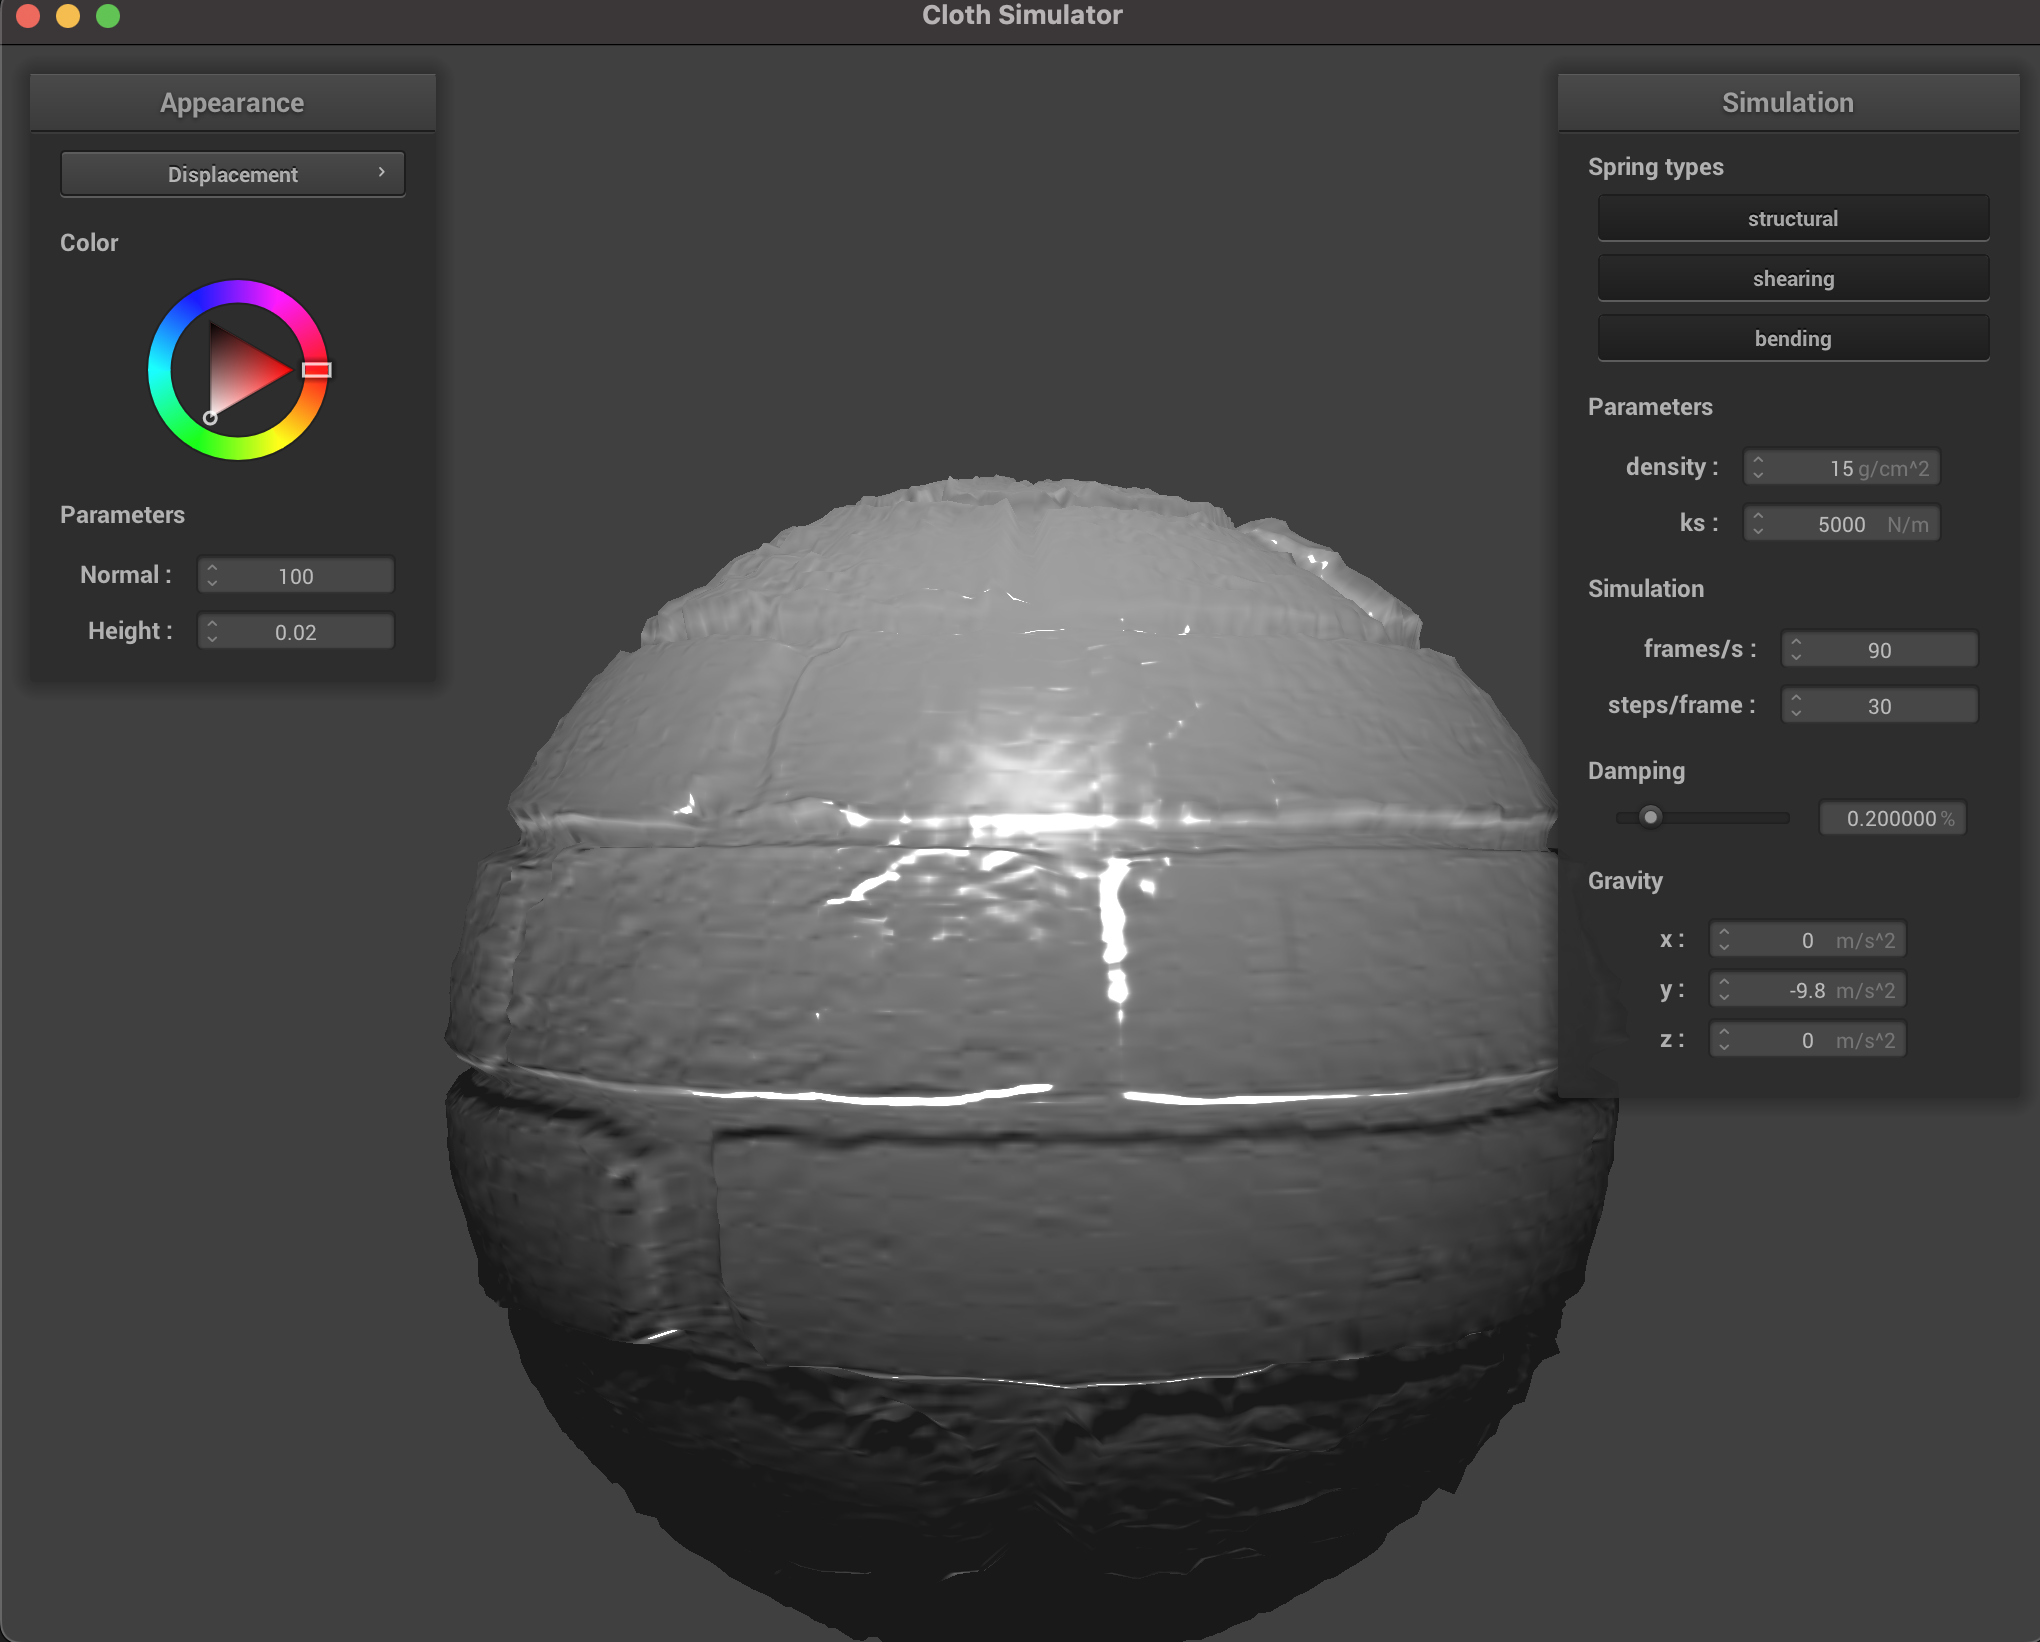 Cloth Simulator
Appearance
Displacement
Color
Parameters
Normal : 100
Height : 0.02
Simulation
Spring types
structural
shearing
bending
Parameters
density : 15 g/cm^2
ks : 5000 N/m
Simulation
frames/s : 90
steps/frame : 30
Damping
0.200000 %
Gravity
x : 0 m/s^2
y : -9.8 m/s^2
z : 0 m/s^2